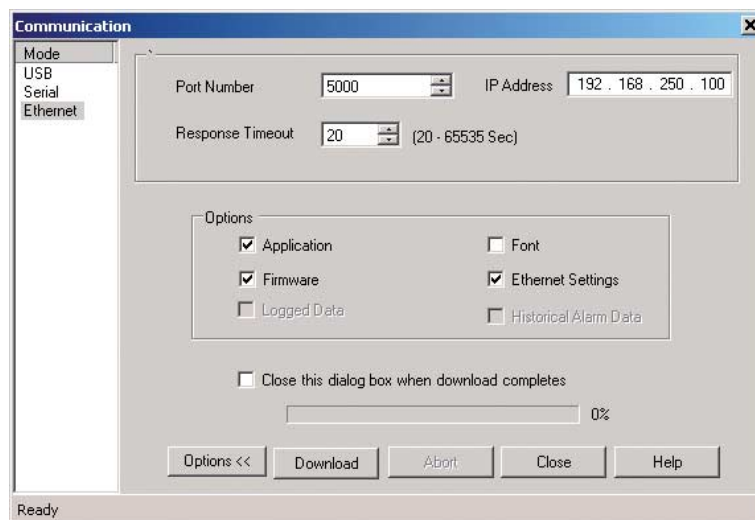 Communication
Mode
USB
Serial
Ethernet
Port Number 5000 IP Address 192 . 168 . 250 . 100
Response Timeout 20 (20 - 65535 Sec)
Options
Application Font
Firmware Ethernet Settings
Logged Data Historical Alarm Data
Close this dialog box when download completes
0%
Options << Download Abort Close Help
Ready